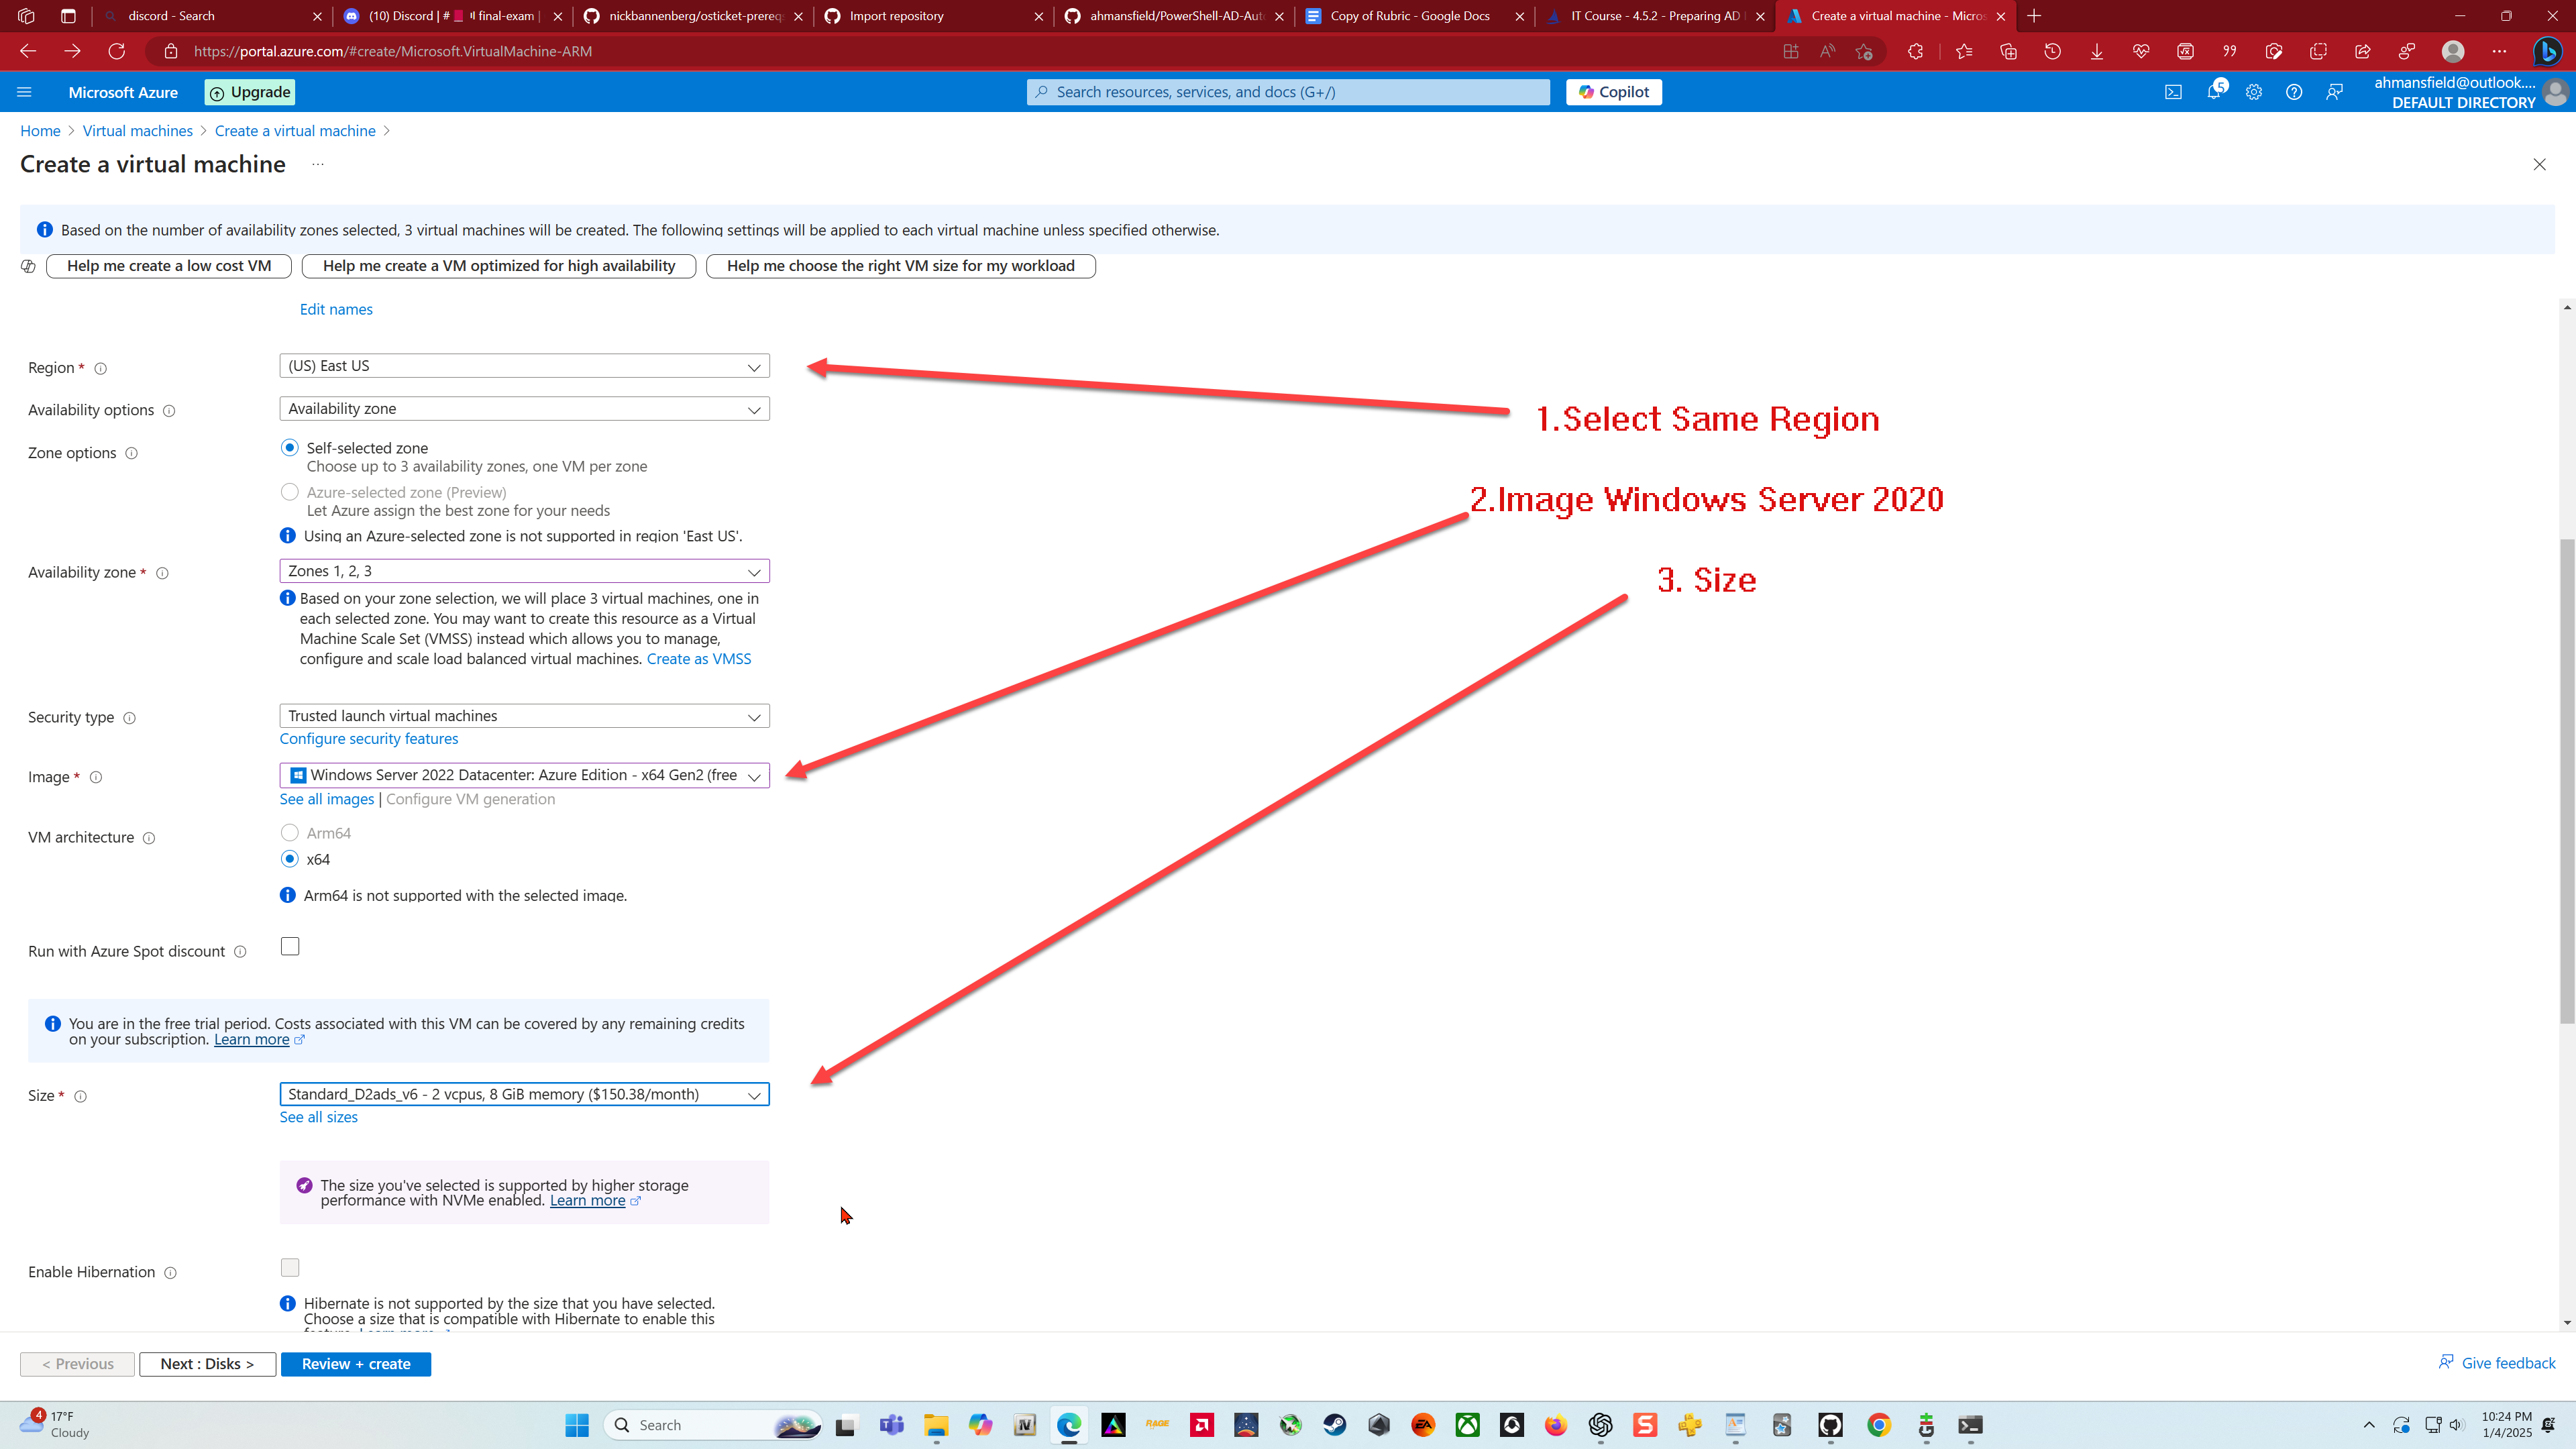 discord - Search
(10) Discord | # final-exam |
nickbannenberg/osticket-prereqs
Import repository
ahmansfield/PowerShell-AD-Auto
Copy of Rubric - Google Docs
IT Course - 4.5.2 - Preparing AD
Create a virtual machine - Micros
https://portal.azure.com/#create/Microsoft.VirtualMachine-ARM
Microsoft Azure
Upgrade
Search resources, services, and docs (G+/)
Copilot
5
ahmansfield@outlook....
DEFAULT DIRECTORY
Home > Virtual machines > Create a virtual machine >
Create a virtual machine ...
Based on the number of availability zones selected, 3 virtual machines will be created. The following settings will be applied to each virtual machine unless specified otherwise.
Help me create a low cost VM
Help me create a VM optimized for high availability
Help me choose the right VM size for my workload
Edit names
Region *
(US) East US
1.Select Same Region
Availability options
Availability zone
Zone options
Self-selected zone
Choose up to 3 availability zones, one VM per zone
Azure-selected zone (Preview)
Let Azure assign the best zone for your needs
2.Image Windows Server 2020
Using an Azure-selected zone is not supported in region 'East US'.
Availability zone *
Zones 1, 2, 3
3. Size
Based on your zone selection, we will place 3 virtual machines, one in
each selected zone. You may want to create this resource as a Virtual
Machine Scale Set (VMSS) instead which allows you to manage,
configure and scale load balanced virtual machines. Create as VMSS
Security type
Trusted launch virtual machines
Configure security features
Image *
Windows Server 2022 Datacenter: Azure Edition - x64 Gen2 (free
See all images | Configure VM generation
VM architecture
Arm64
x64
Arm64 is not supported with the selected image.
Run with Azure Spot discount
You are in the free trial period. Costs associated with this VM can be covered by any remaining credits
on your subscription. Learn more
Size *
Standard_D2ads_v6 - 2 vcpus, 8 GiB memory ($150.38/month)
See all sizes
The size you've selected is supported by higher storage
performance with NVMe enabled. Learn more
Enable Hibernation
Hibernate is not supported by the size that you have selected.
Choose a size that is compatible with Hibernate to enable this
< Previous
Next : Disks >
Review + create
Give feedback
4
17°F
Cloudy
Search
RAGE
EA
10:24 PM
1/4/2025